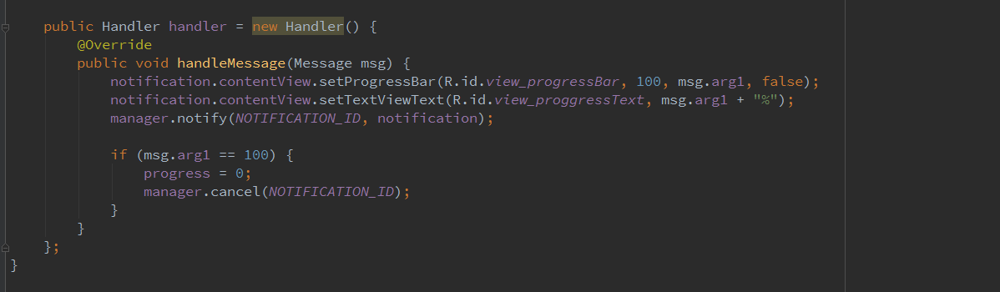 public Handler handler = new Handler() {
@Override
public void handleMessage(Message msg) {
notification.contentView.setProgressBar(R.id.view_progressBar, 100, msg.arg1, false);
notification.contentView.setTextViewText(R.id.view_proggressText, msg.arg1 + "%");
manager.notify(NOTIFICATION_ID, notification);
if (msg.arg1 == 100) {
progress = 0;
manager.cancel(NOTIFICATION_ID);
}
}
};
}